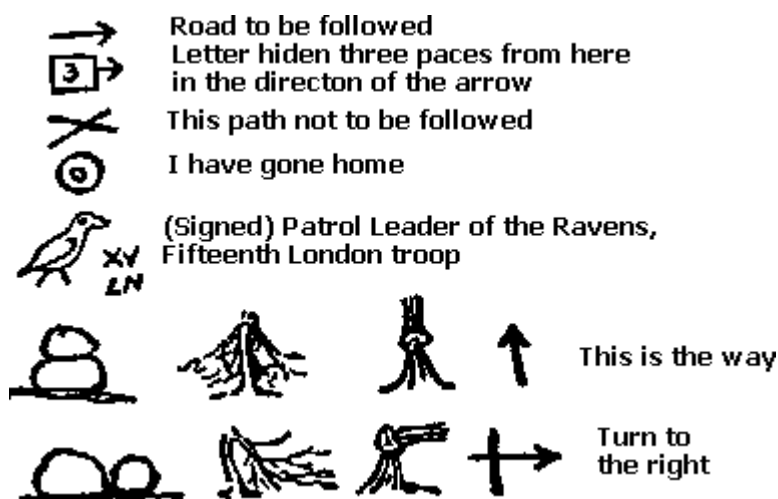 Road to be followed
Letter hiden three paces from here
3
in the directon of the arrow
This path not to be followed
I have gone home
(Signed) Patrol Leader of the Ravens,
XV
Fifteenth London troop
LN
This is the way
Turn to
the right